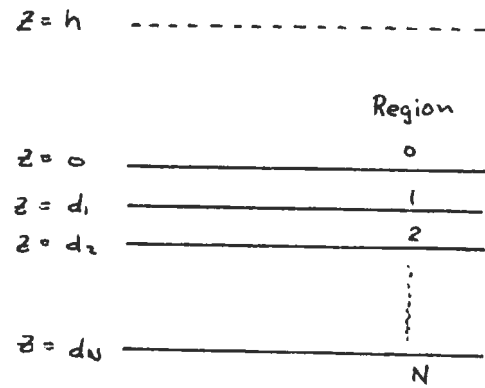 z = h
Region
z = 0 0
z = d₁ 1
z = d₂ 2
z = d_N
N